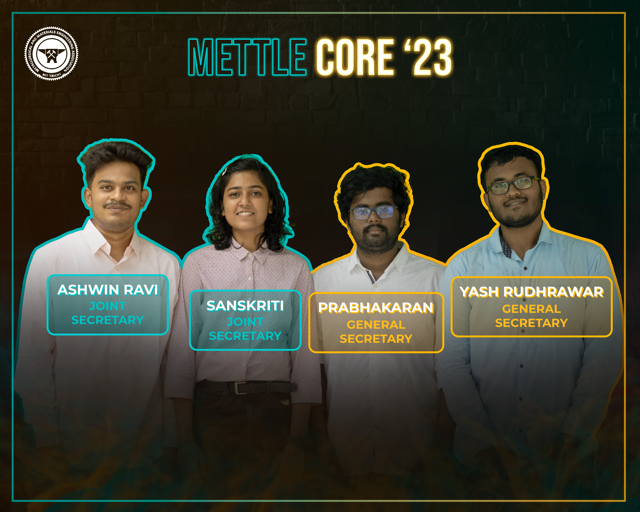 METTLE CORE ‘23
ASHWIN RAVI
JOINT
SECRETARY
SANSKRITI
JOINT
SECRETARY
PRABHAKARAN
GENERAL
SECRETARY
YASH RUDHRAWAR
GENERAL
SECRETARY